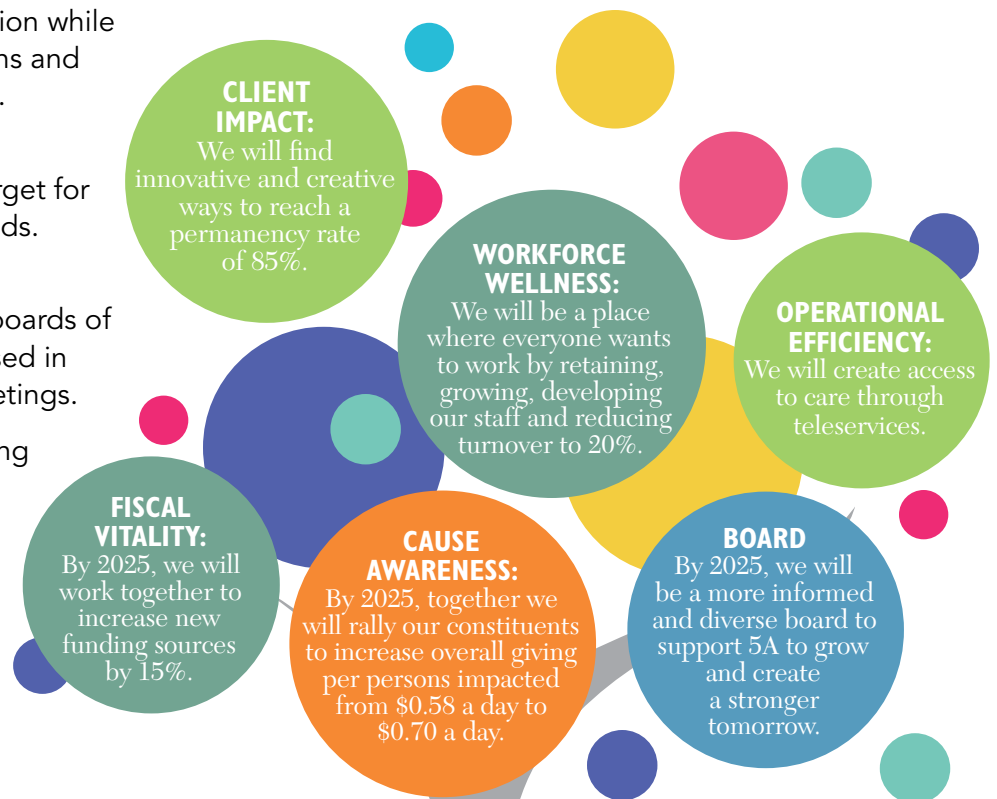 tion while
ns and
.
rget for
ds.
boards of
sed in
etings.
ng
CLIENT
IMPACT:
We will find
innovative and creative
ways to reach a
permanency rate
of 85%.
WORKFORCE
WELLNESS:
We will be a place
where everyone wants
to work by retaining,
growing, developing
our staff and reducing
turnover to 20%.
OPERATIONAL
EFFICIENCY:
We will create access
to care through
teleservices.
FISCAL
VITALITY:
By 2025, we will
work together to
increase new
funding sources
by 15%.
CAUSE
AWARENESS:
By 2025, together we
will rally our constituents
to increase overall giving
per persons impacted
from $0.58 a day to
$0.70 a day.
BOARD
By 2025, we will
be a more informed
and diverse board to
support 5A to grow
and create
a stronger
tomorrow.